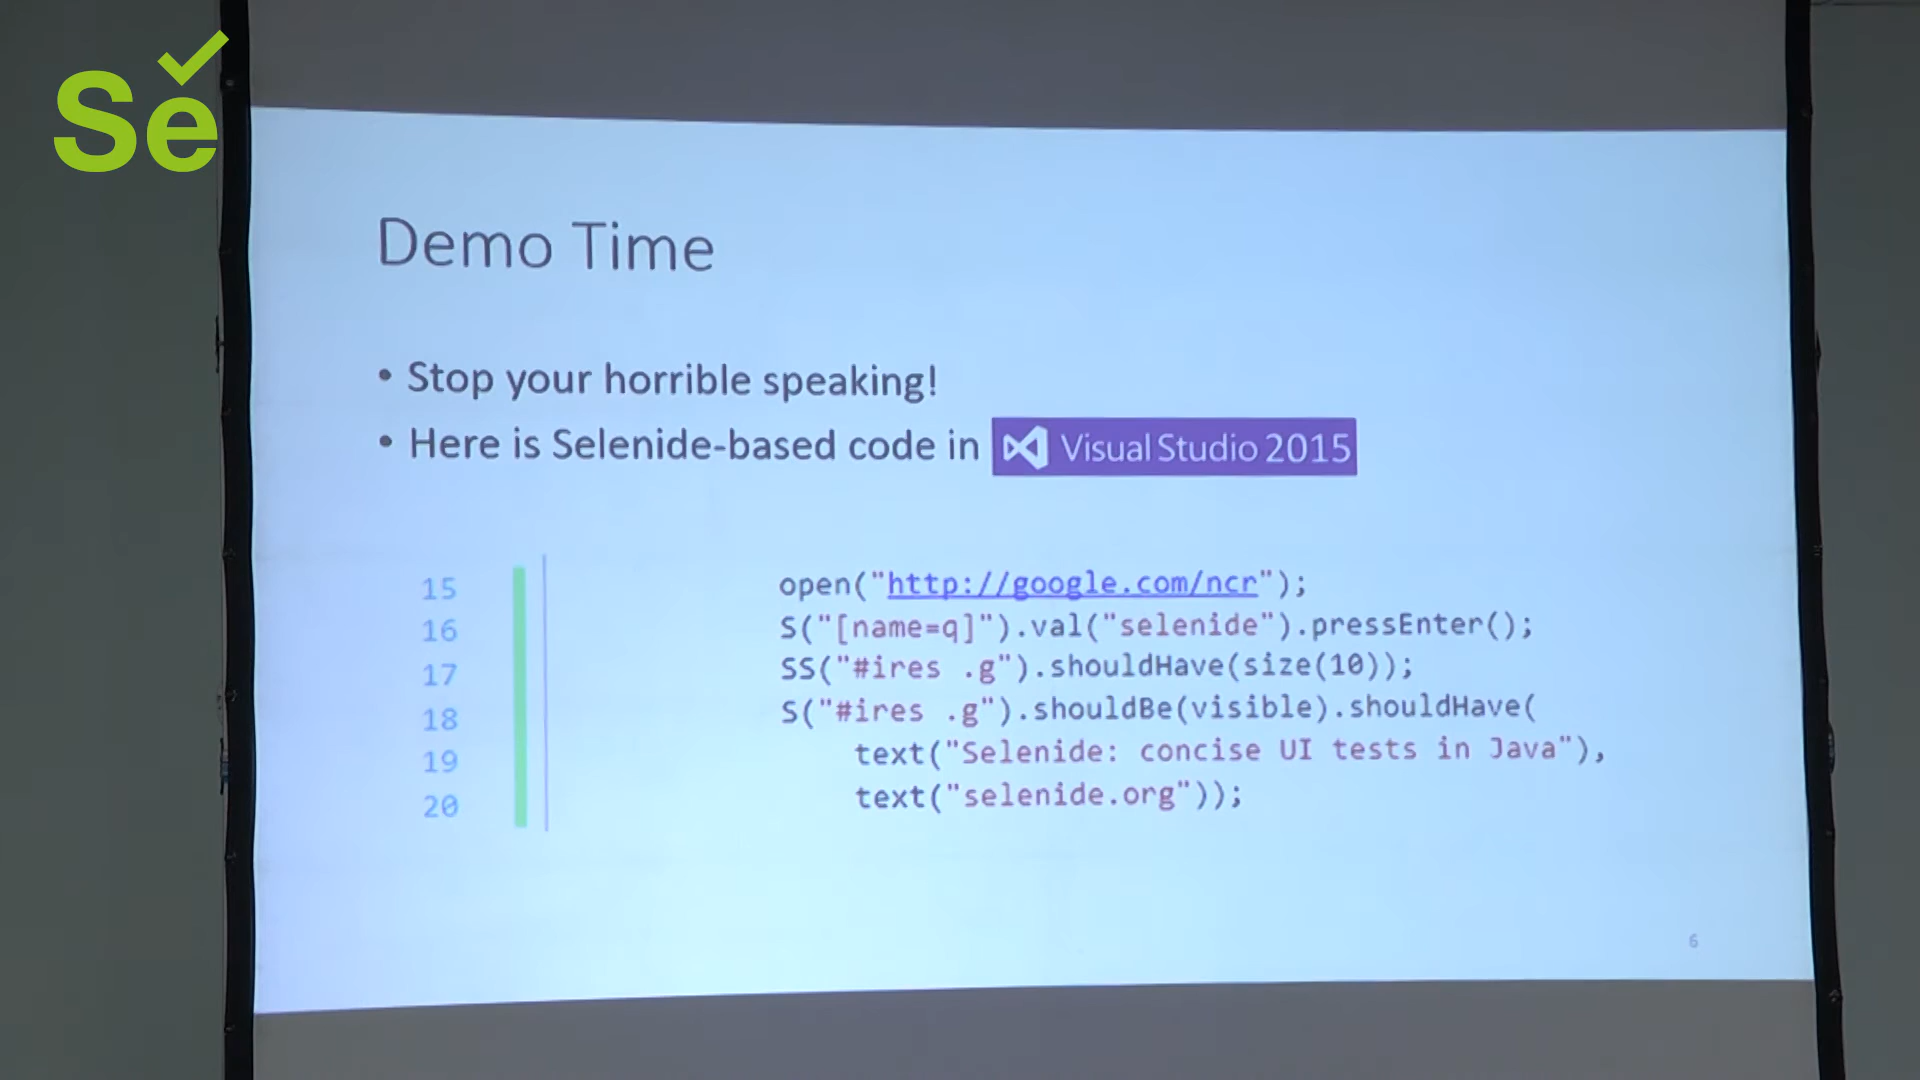 Se
Demo Time
• Stop your horrible speaking!
• Here is Selenide-based code in Visual Studio 2015
15 open("http://google.com/ncr");
16 S("[name=q]").val("selenide").pressEnter();
17 SS("#ires .g").shouldHave(size(10));
18 S("#ires .g").shouldBe(visible).shouldHave(
19 text("Selenide: concise UI tests in Java"),
20 text("selenide.org"));
6